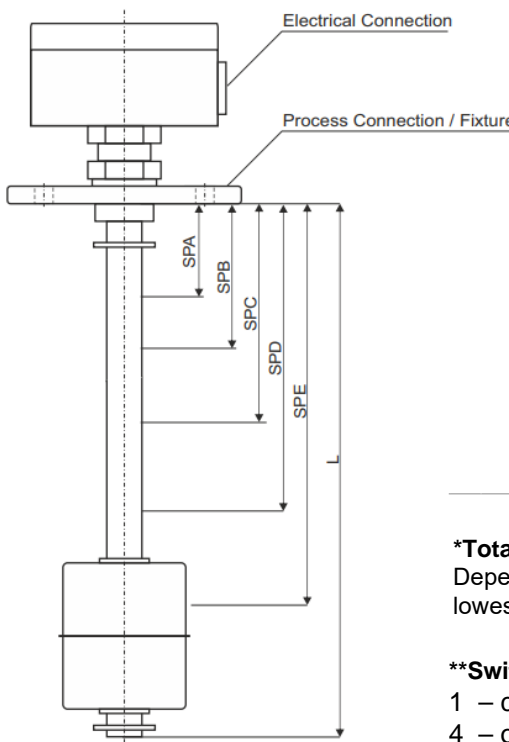 Electrical Connection
Process Connection / Fixture
SPA
SPB
SPC
SPD
SPE
L
*Tota
Depe
lowes
**Swi
1 – c
4 – c